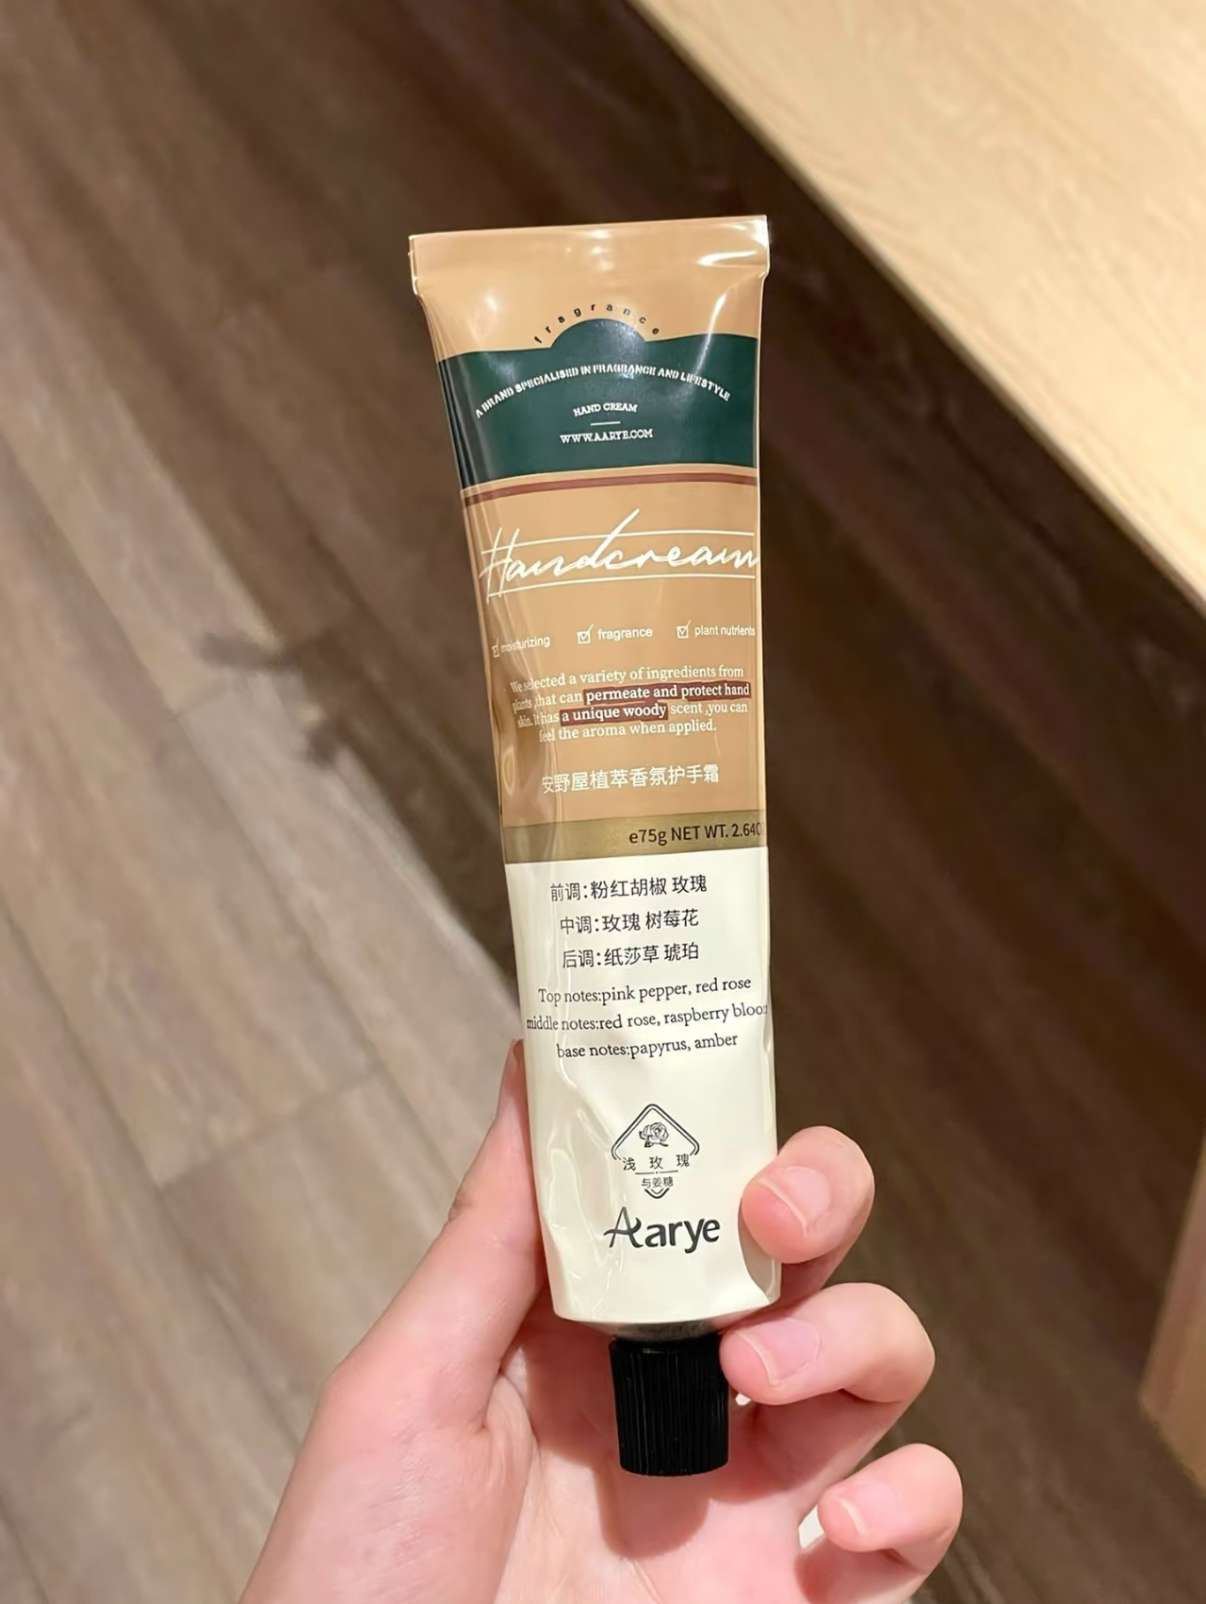 fragrance
A BRAND SPECIALISED IN FRAGRANCE AND LIFESTYLE
HAND CREAM
WWW.AARYE.COM
Handcream
moisturizing fragrance plant nutrients
We selected a variety of ingredients from
plants ,that can permeate and protect hand
skin. It has a unique woody scent ,you can
feel the aroma when applied.
安野屋植萃香氛护手霜
e75g NET WT. 2.64O
前调:粉红胡椒 玫瑰
中调:玫瑰 树莓花
后调:纸莎草 琥珀
Top notes:pink pepper, red rose
middle notes:red rose, raspberry bloom
base notes:papyrus, amber
浅 玫 瑰
与姜糖
Aarye